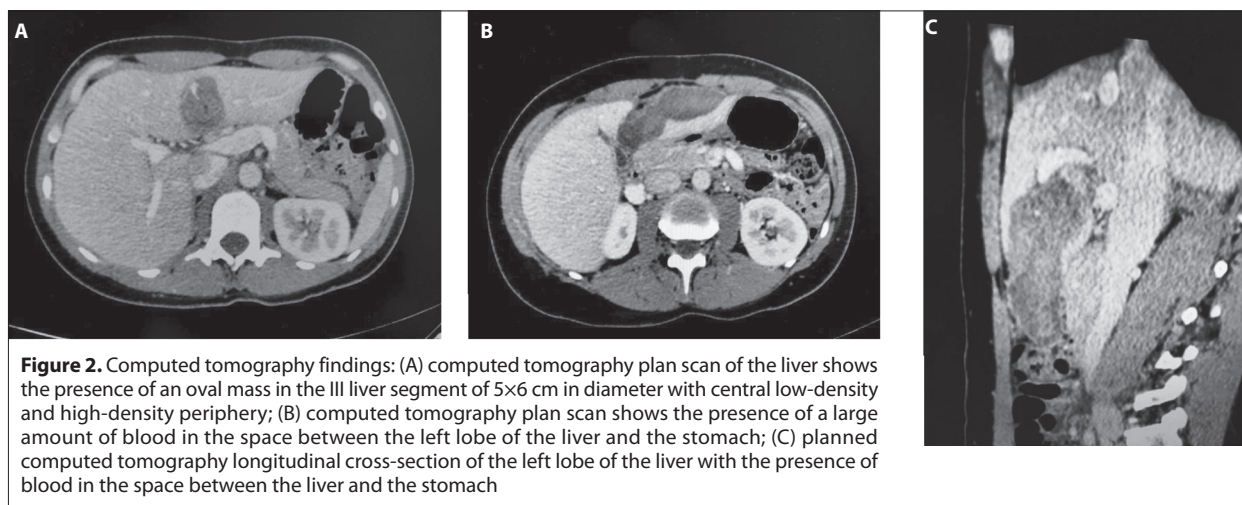 A
B
C
Figure 2. Computed tomography findings: (A) computed tomography plan scan of the liver shows
the presence of an oval mass in the III liver segment of 5×6 cm in diameter with central low-density
and high-density periphery; (B) computed tomography plan scan shows the presence of a large
amount of blood in the space between the left lobe of the liver and the stomach; (C) planned
computed tomography longitudinal cross-section of the left lobe of the liver with the presence of
blood in the space between the liver and the stomach